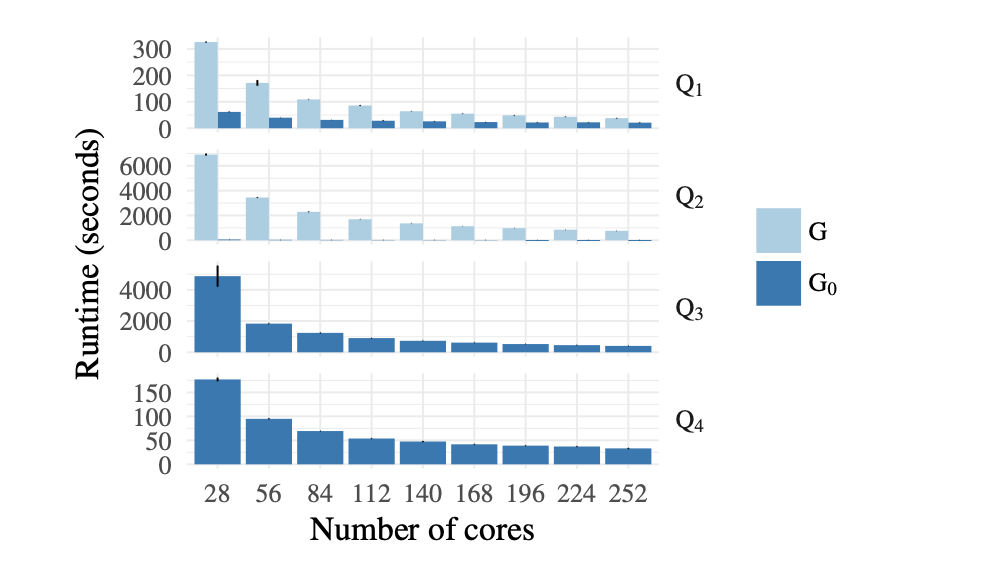 Runtime (seconds)
300
200
100
0
Q₁
6000
4000
2000
0
Q₂
4000
2000
0
Q₃
150
100
50
0
Q₄
28 56 84 112 140 168 196 224 252
Number of cores
G
G₀